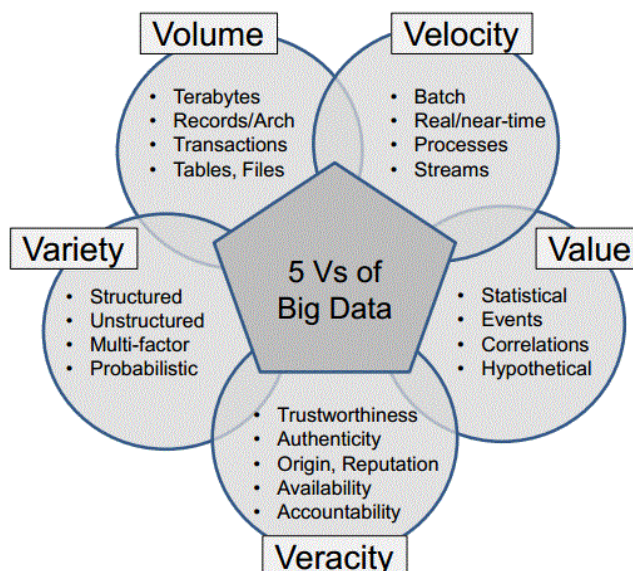 Volume
• Terabytes
• Records/Arch
• Transactions
• Tables, Files
Velocity
• Batch
• Real/near-time
• Processes
• Streams
Variety
• Structured
• Unstructured
• Multi-factor
• Probabilistic
5 Vs of
Big Data
Value
• Statistical
• Events
• Correlations
• Hypothetical
• Trustworthiness
• Authenticity
• Origin, Reputation
• Availability
• Accountability
Veracity